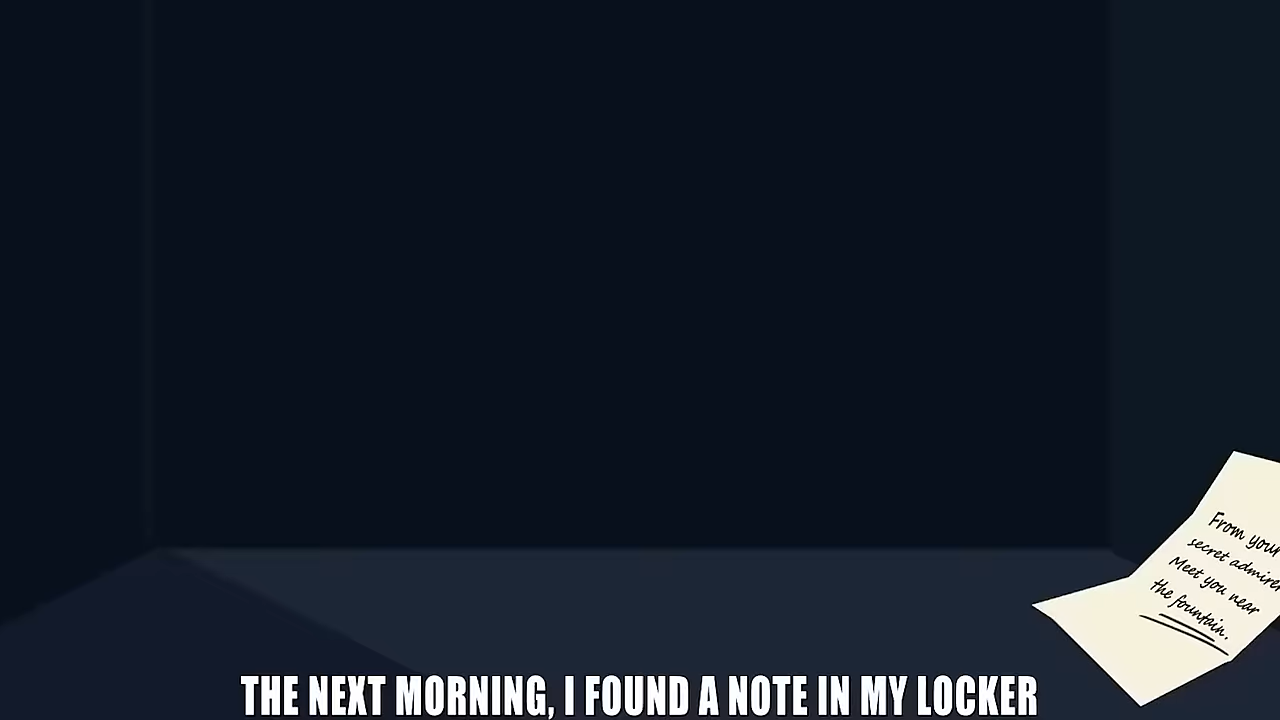 From your
secret admirer
Meet you near
the fountain.
THE NEXT MORNING, I FOUND A NOTE IN MY LOCKER